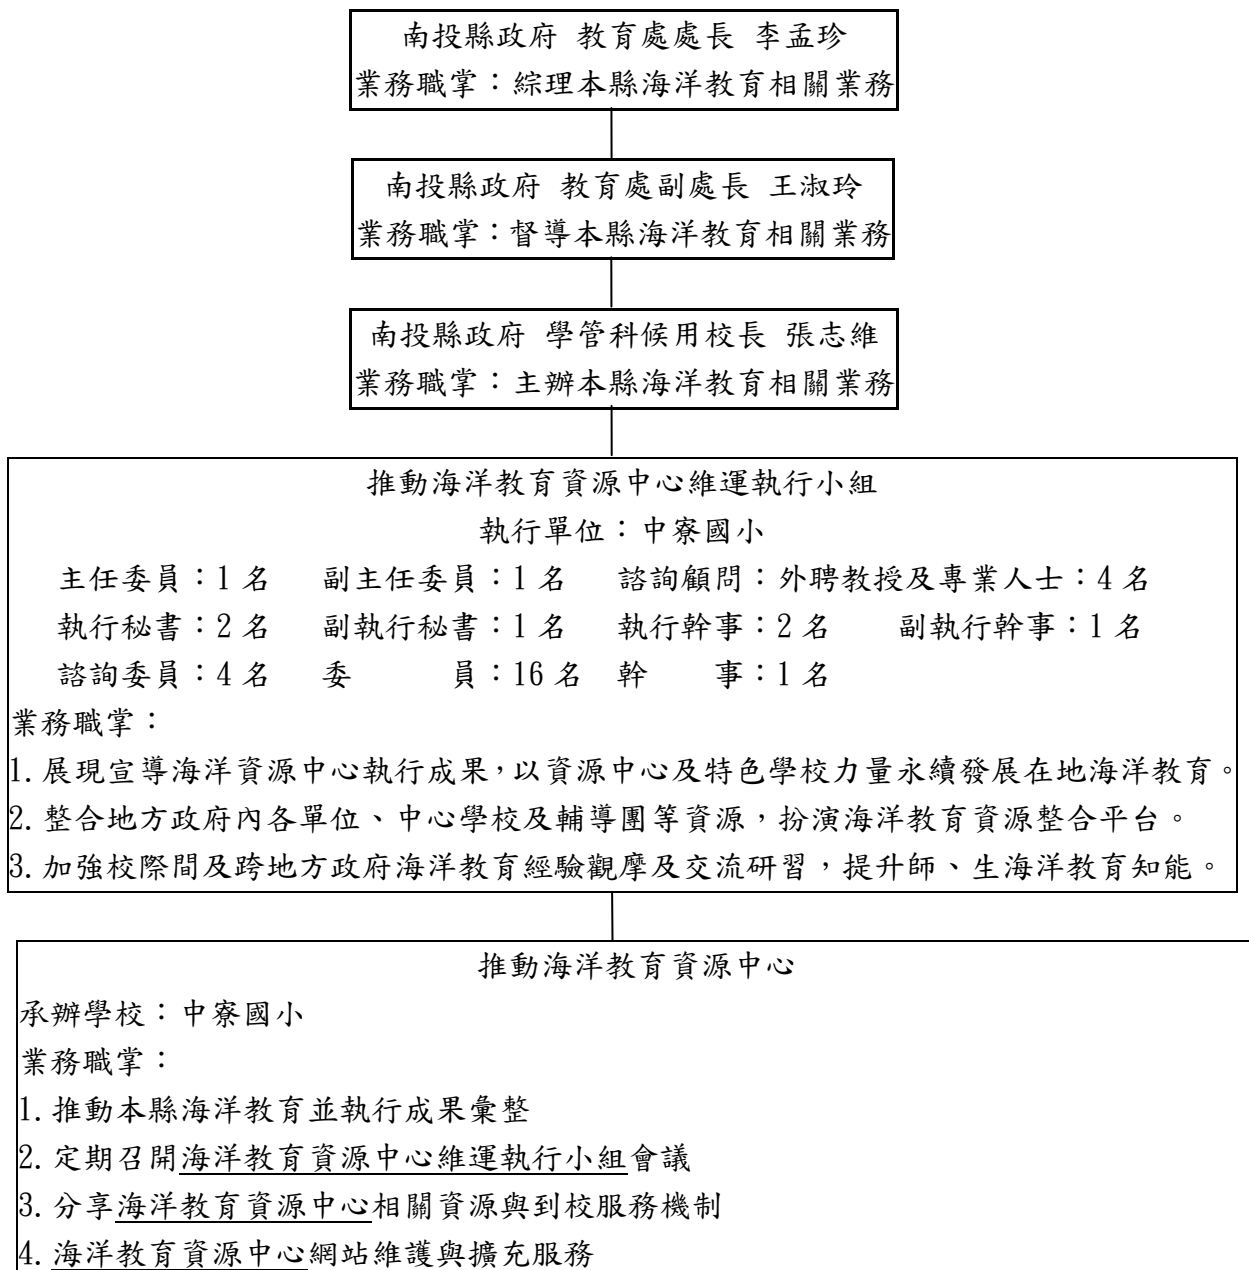 南投縣政府 教育處處長 李孟珍
業務職掌：綜理本縣海洋教育相關業務
南投縣政府 教育處副處長 王淑玲
業務職掌：督導本縣海洋教育相關業務
南投縣政府 學管科候用校長 張志維
業務職掌：主辦本縣海洋教育相關業務
推動海洋教育資源中心維運執行小組
執行單位：中寮國小
主任委員：1 名 副主任委員：1 名 諮詢顧問：外聘教授及專業人士：4 名
執行秘書：2 名 副執行秘書：1 名 執行幹事：2 名 副執行幹事：1 名
諮詢委員：4 名 委 員：16 名 幹 事：1 名
業務職掌：
1. 展現宣導海洋資源中心執行成果，以資源中心及特色學校力量永續發展在地海洋教育。
2. 整合地方政府內各單位、中心學校及輔導團等資源，扮演海洋教育資源整合平台。
3. 加強校際間及跨地方政府海洋教育經驗觀摩及交流研習，提升師、生海洋教育知能。
推動海洋教育資源中心
承辦學校：中寮國小
業務職掌：
1. 推動本縣海洋教育並執行成果彙整
2. 定期召開海洋教育資源中心維運執行小組會議
3. 分享海洋教育資源中心相關資源與到校服務機制
4. 海洋教育資源中心網站維護與擴充服務